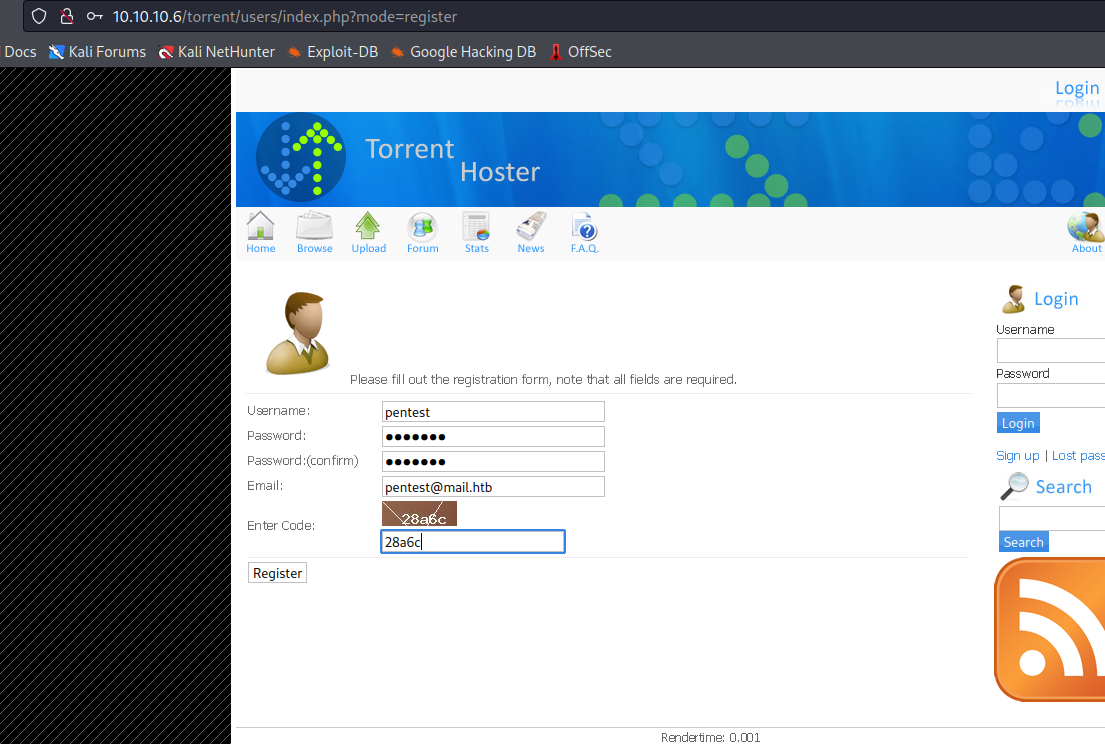 10.10.10.6/torrent/users/index.php?mode=register
Docs Kali Forums Kali NetHunter Exploit-DB Google Hacking DB OffSec
Login
Torrent
Hoster
Home Browse Upload Forum Stats News F.A.Q. About
Please fill out the registration form, note that all fields are required.
Username: pentest
Password: ●●●●●●●
Password:(confirm) ●●●●●●●
Email: pentest@mail.htb
28a6c
Enter Code:
28a6c
Register
Login
Username
Password
Login
Sign up | Lost pass
Search
Search
Rendertime: 0.001